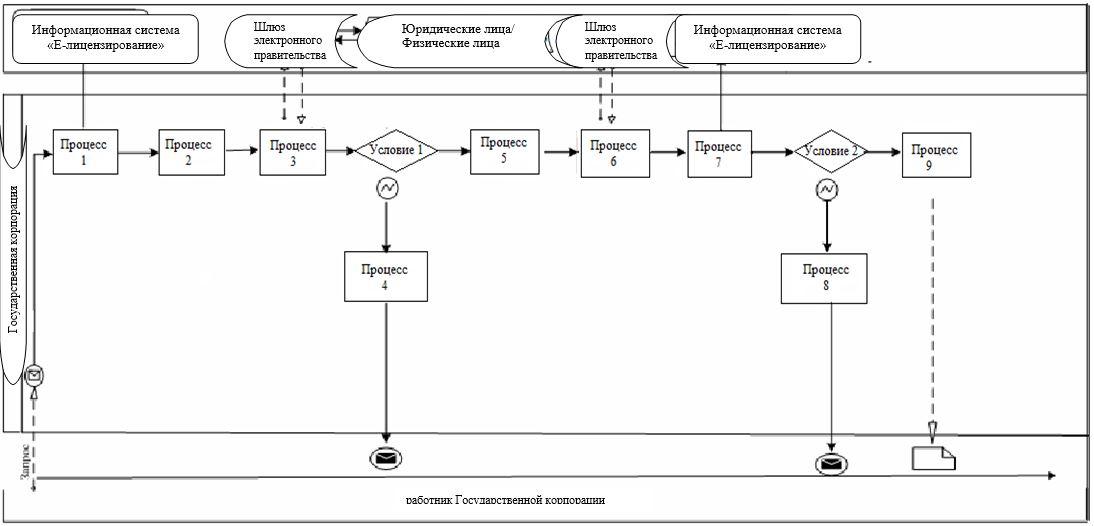 Информационная система
«Е-лицензирование»
Шлюз
электронного
правительства
Юридические лица/
Физические лица
Шлюз
электронного
правительства
Информационная система
«Е-лицензирование»
Государственная корпорация
Процесс
1
Процесс
2
Процесс
3
Условие 1
Процесс
5
Процесс
6
Процесс
7
Условие 2
Процесс
9
Процесс
4
Процесс
8
Запрос
работник Государственной корпорации